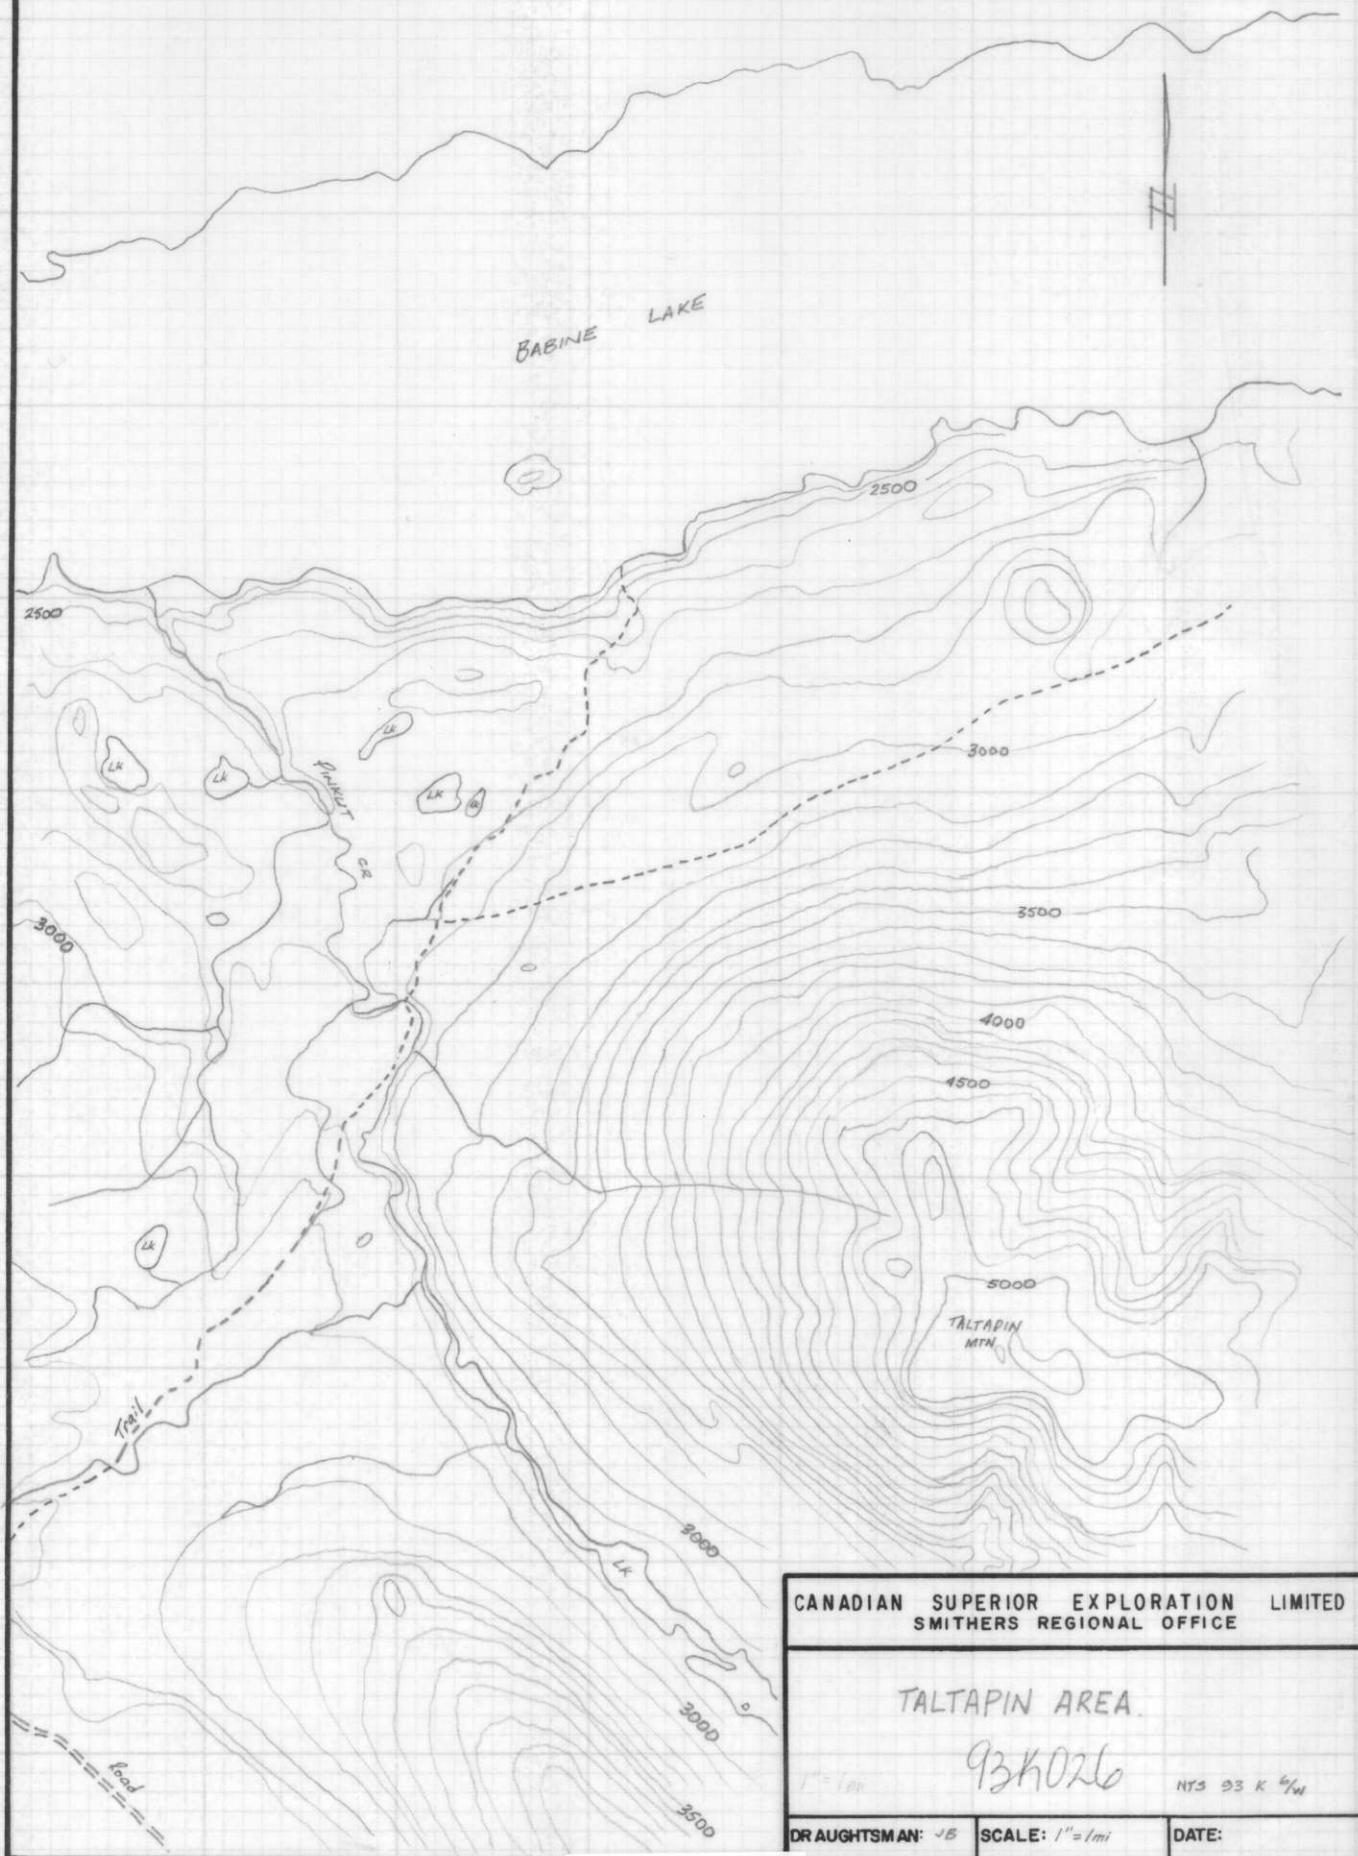 BABINE LAKE
2500
2500
LK
LK
LK
PINKUT
LK
LK
3000
CR
3500
3000
4000
4500
LK
5000
TALTAPIN
MTN
Trail
3000
LK
3000
Road
3500
CANADIAN SUPERIOR EXPLORATION LIMITED
SMITHERS REGIONAL OFFICE
TALTAPIN AREA.
93K026
NTS 93 K 6/W
DRAUGHTSMAN: JB
SCALE: 1"=1mi
DATE: